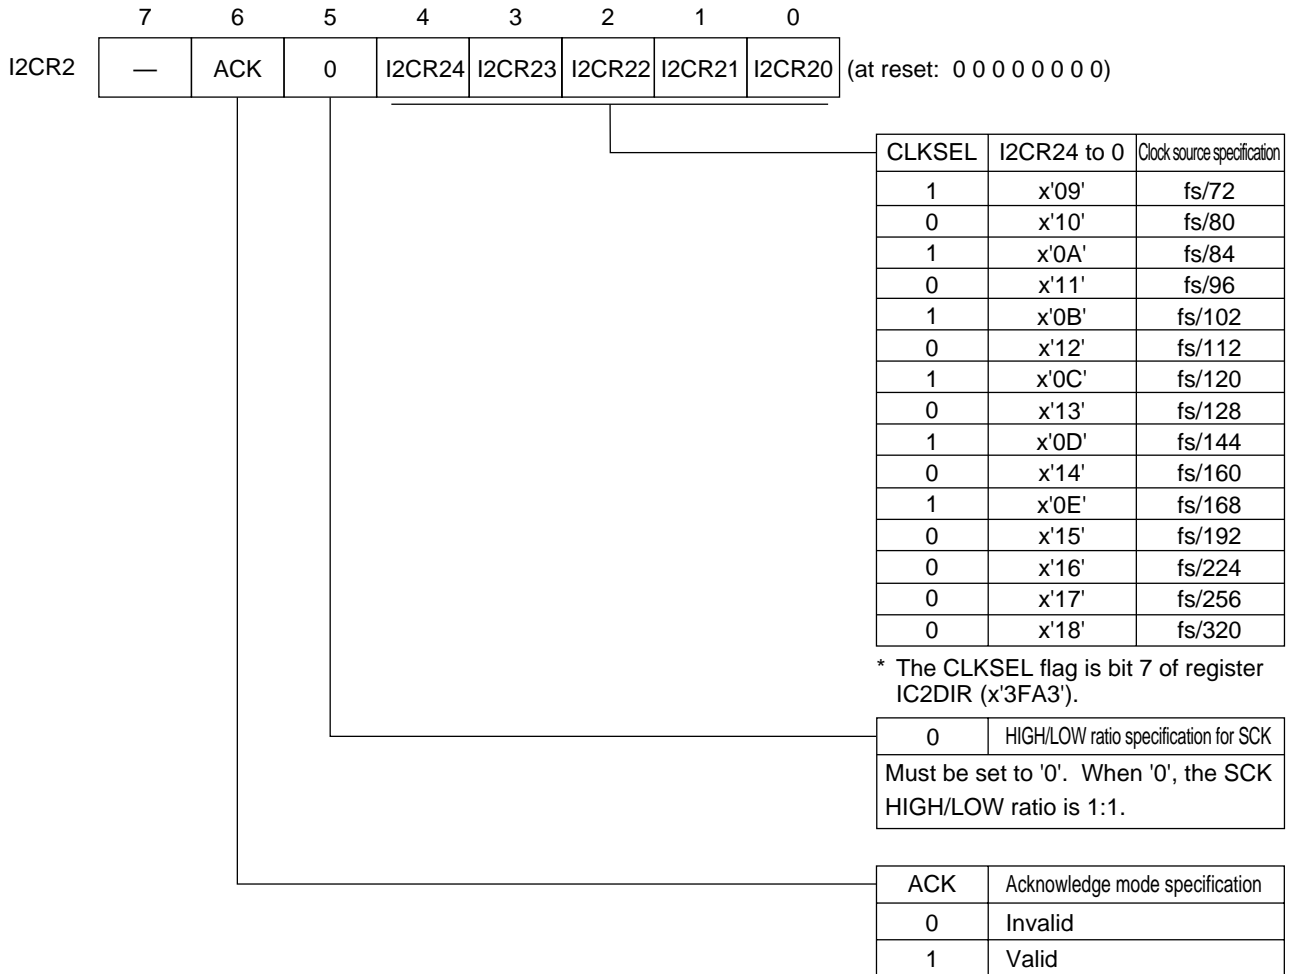 7 6 5 4 3 2 1 0
I2CR2 — ACK 0 I2CR24 I2CR23 I2CR22 I2CR21 I2CR20 (at reset: 0 0 0 0 0 0 0 0)
CLKSEL I2CR24 to 0 Clock source specification
1 x'09' fs/72
0 x'10' fs/80
1 x'0A' fs/84
0 x'11' fs/96
1 x'0B' fs/102
0 x'12' fs/112
1 x'0C' fs/120
0 x'13' fs/128
1 x'0D' fs/144
0 x'14' fs/160
1 x'0E' fs/168
0 x'15' fs/192
0 x'16' fs/224
0 x'17' fs/256
0 x'18' fs/320
* The CLKSEL flag is bit 7 of register
IC2DIR (x'3FA3').
0 HIGH/LOW ratio specification for SCK
Must be set to '0'. When '0', the SCK
HIGH/LOW ratio is 1:1.
ACK Acknowledge mode specification
0 Invalid
1 Valid